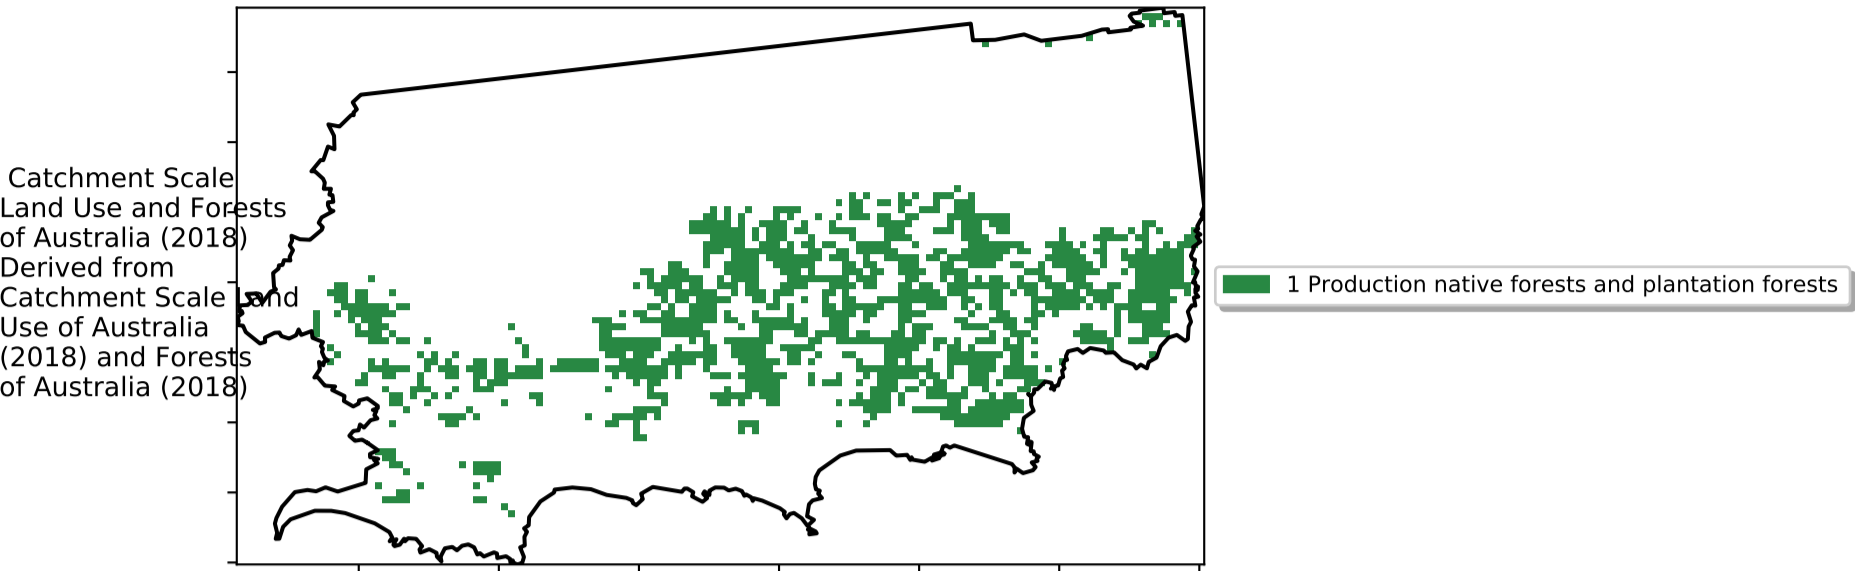 Catchment Scale
Land Use and Forests
of Australia (2018)
Derived from
Catchment Scale Land
Use of Australia
(2018) and Forests
of Australia (2018)
1 Production native forests and plantation forests